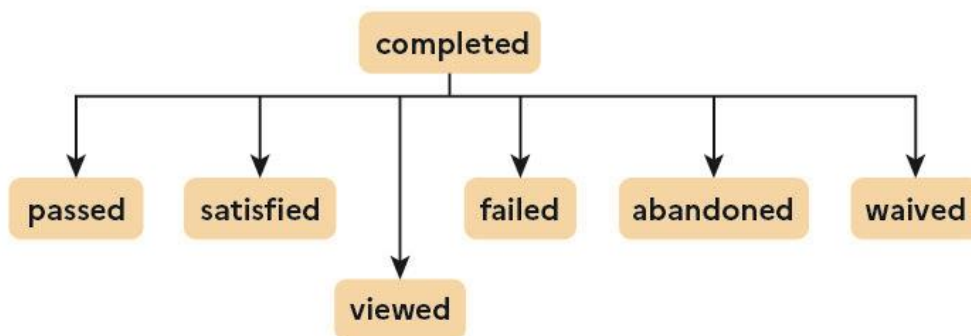 completed
passed
satisfied
failed
abandoned
waived
viewed